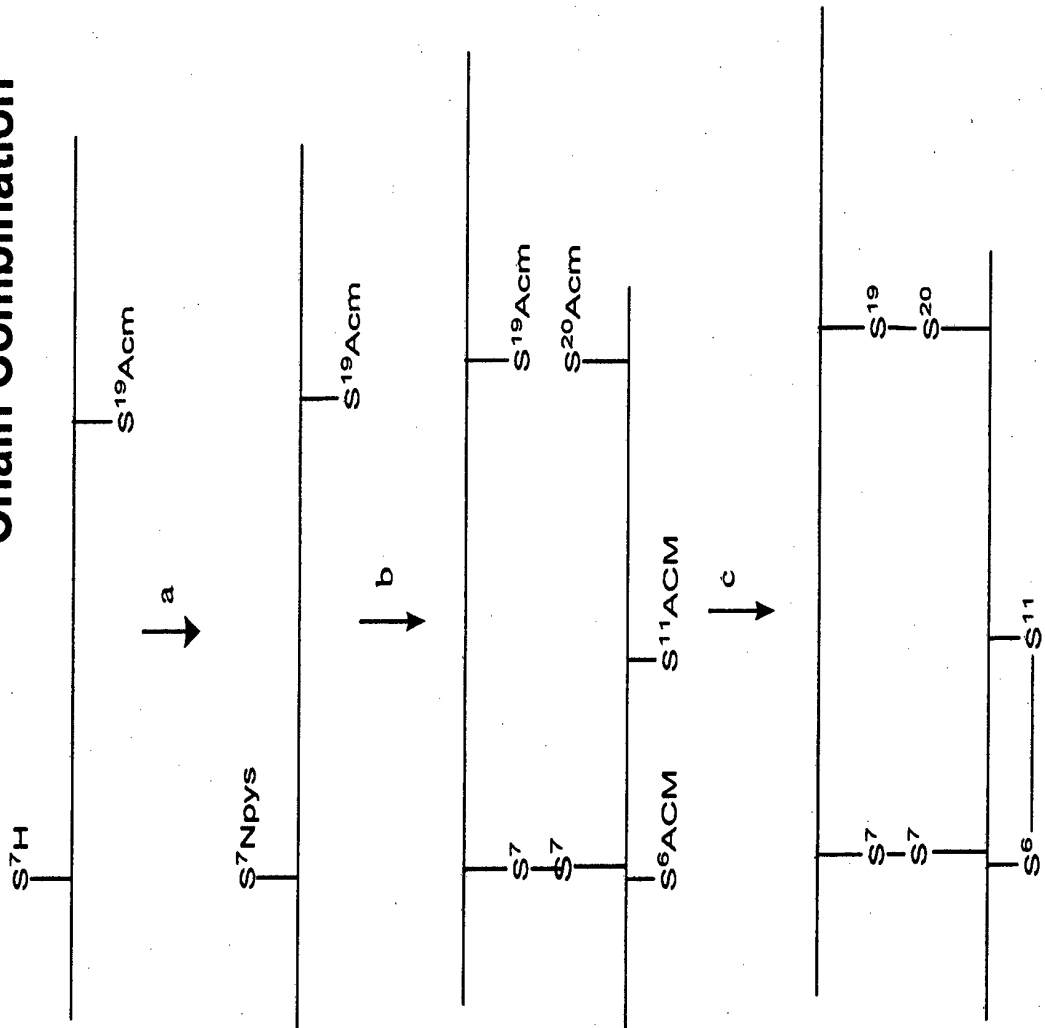 Chain Combination
S⁷H
S¹⁹Acm
a
S⁷Npys
S¹⁹Acm
b
S⁷
S¹⁹Acm
S⁷
S²⁰Acm
S⁶ACM
S¹¹ACM
c
S⁷
S¹⁹
S⁷
S²⁰
S⁶
S¹¹